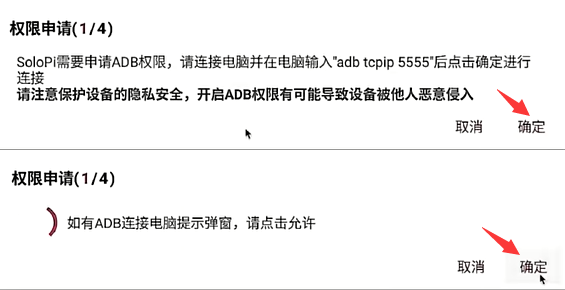 权限申请(1/4)
SoloPi需要申请ADB权限，请连接电脑并在电脑输入"adb tcpip 5555"后点击确定进行
连接
请注意保护设备的隐私安全，开启ADB权限有可能导致设备被他人恶意侵入
取消 确定
权限申请(1/4)
如有ADB连接电脑提示弹窗，请点击允许
取消 确定